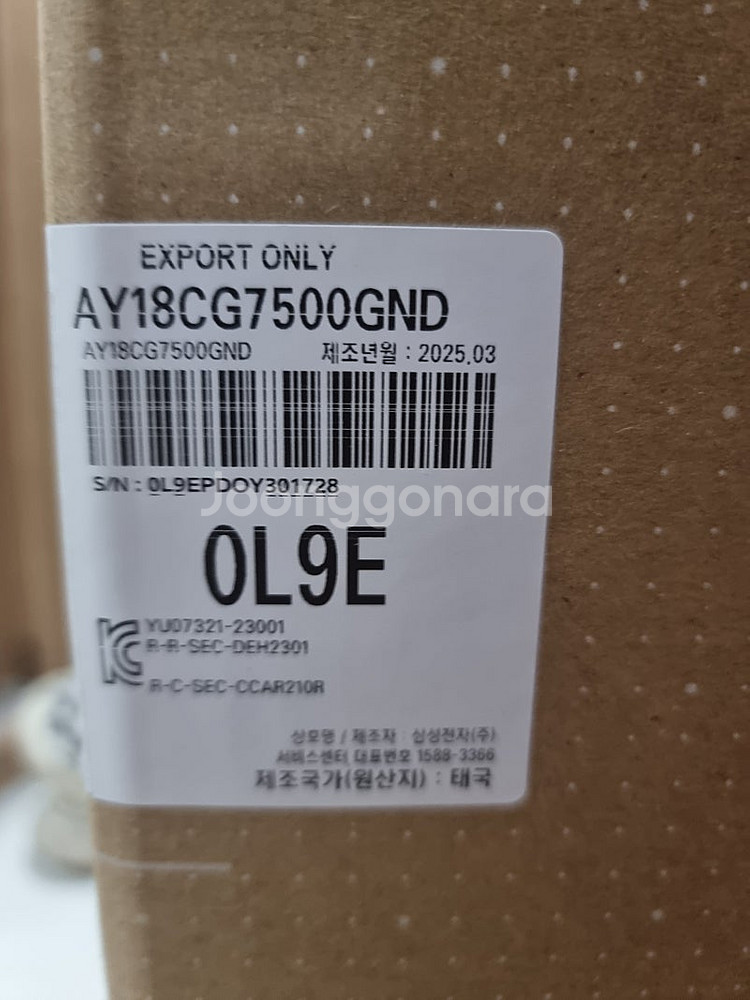 EXPORT ONLY
AY18CG7500GND
AY18CG7500GND 제조년월 : 2025.03
S/N : 0L9EPDOY301728
Joonggonara
0L9E
YU07321-23001
R-R-SEC-DEH2301
R-C-SEC-CCAR210R
상호명 / 제조자 : 삼성전자(주)
서비스센터 대표번호 1588-3366
제조국가(원산지) : 태국